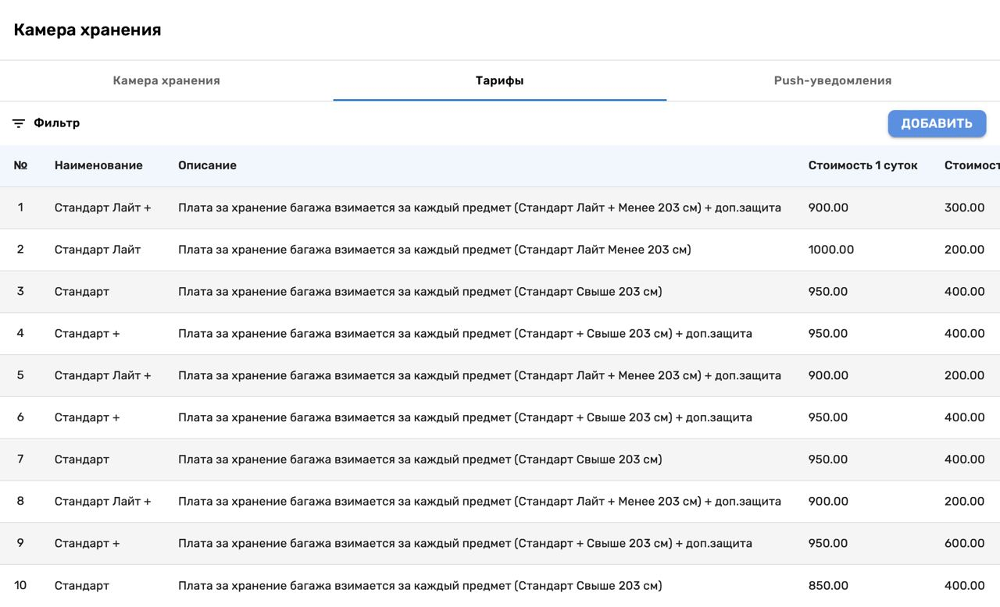 Камера хранения
Камера хранения Тарифы Push-уведомления
Фильтр ДОБАВИТЬ
№ Наименование Описание Стоимость 1 суток Стоимост
1 Стандарт Лайт + Плата за хранение багажа взимается за каждый предмет (Стандарт Лайт + Менее 203 см) + доп.защита 900.00 300.00
2 Стандарт Лайт Плата за хранение багажа взимается за каждый предмет (Стандарт Лайт Менее 203 см) 1000.00 200.00
3 Стандарт Плата за хранение багажа взимается за каждый предмет (Стандарт Свыше 203 см) 950.00 400.00
4 Стандарт + Плата за хранение багажа взимается за каждый предмет (Стандарт + Свыше 203 см) + доп.защита 950.00 400.00
5 Стандарт Лайт + Плата за хранение багажа взимается за каждый предмет (Стандарт Лайт + Менее 203 см) + доп.защита 900.00 200.00
6 Стандарт + Плата за хранение багажа взимается за каждый предмет (Стандарт + Свыше 203 см) + доп.защита 950.00 400.00
7 Стандарт Плата за хранение багажа взимается за каждый предмет (Стандарт Свыше 203 см) 950.00 400.00
8 Стандарт Лайт + Плата за хранение багажа взимается за каждый предмет (Стандарт Лайт + Менее 203 см) + доп.защита 900.00 200.00
9 Стандарт + Плата за хранение багажа взимается за каждый предмет (Стандарт + Свыше 203 см) + доп.защита 950.00 600.00
10 Стандарт Плата за хранение багажа взимается за каждый предмет (Стандарт Свыше 203 см) 850.00 400.00